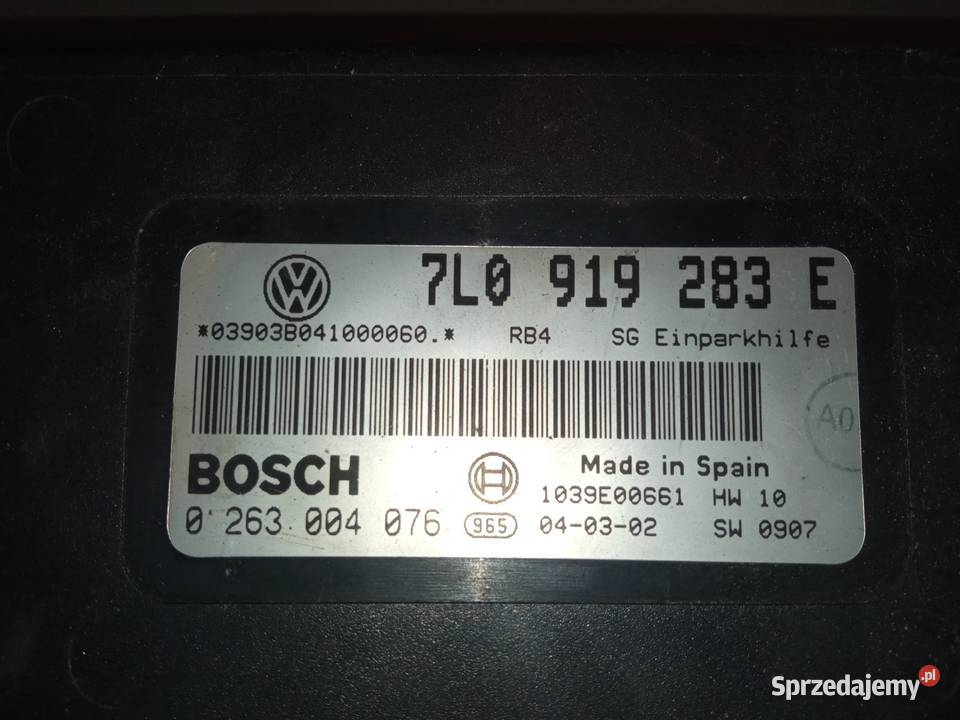 7L0 919 283 E
*03903B041000060.* RB4 SG Einparkhilfe
A0
BOSCH
Made in Spain
1039E00661 HW 10
0 263 004 076 965 04-03-02 SW 0907
Sprzedajemy.pl